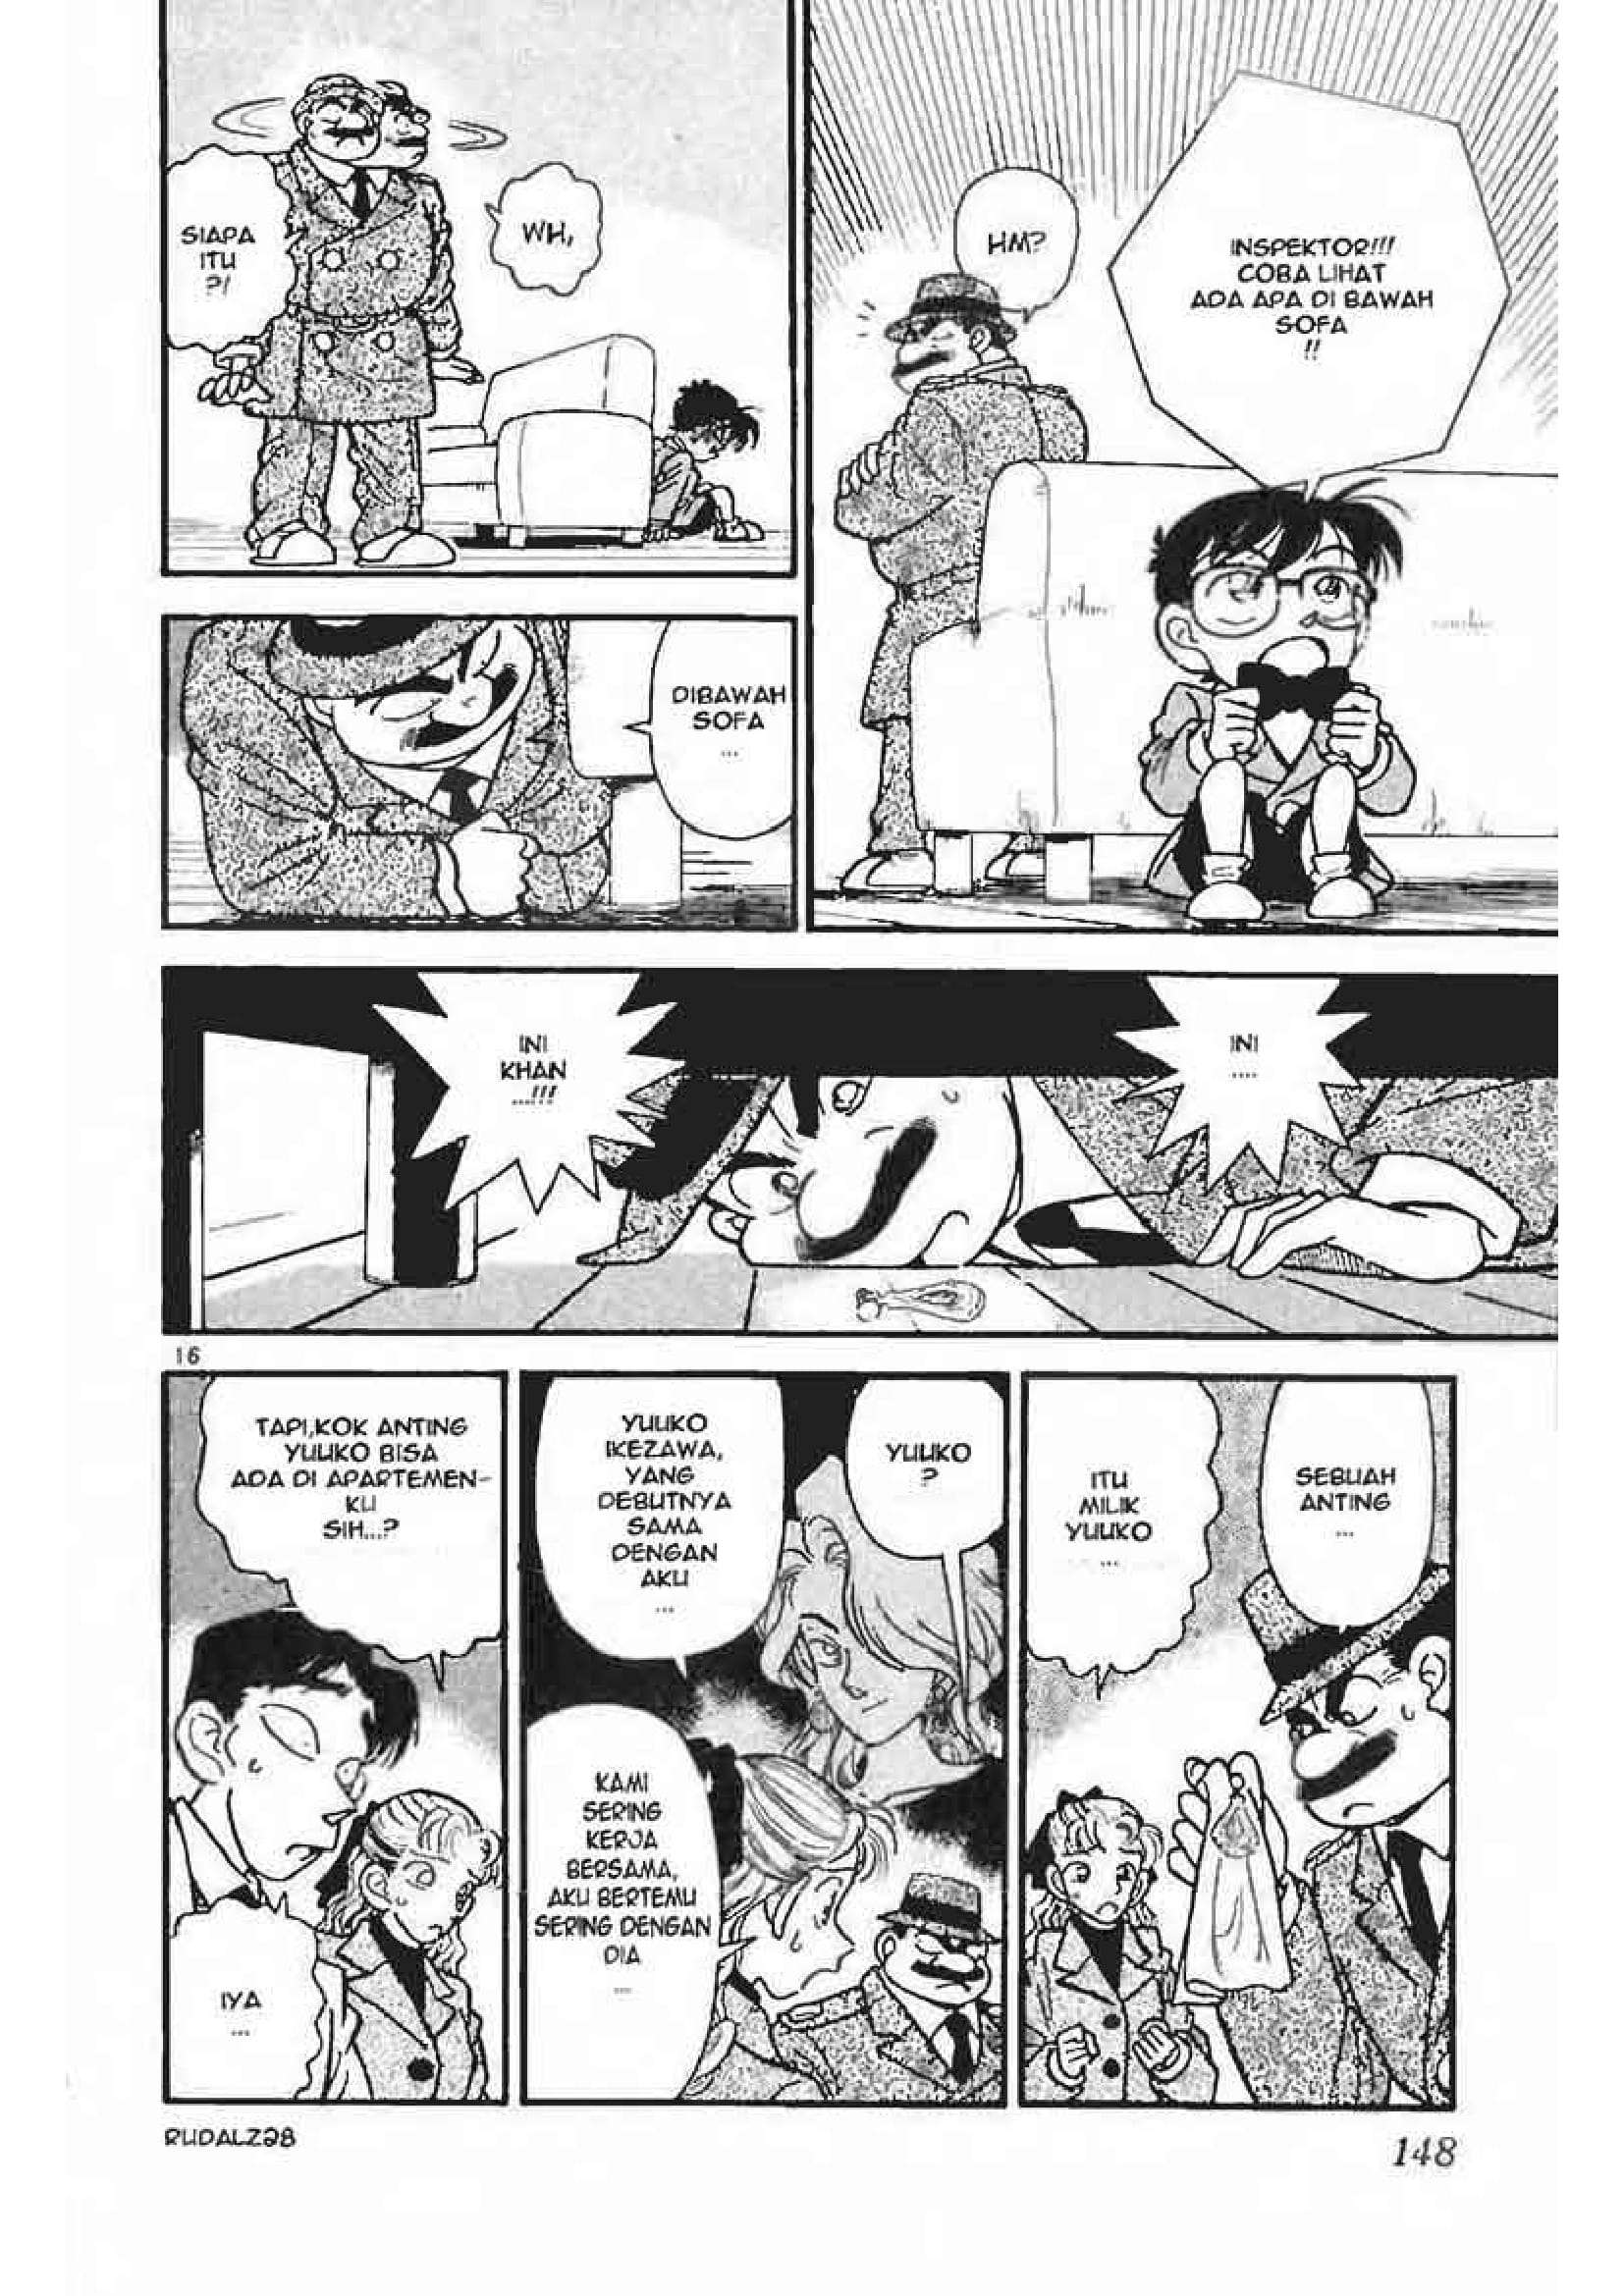 HM?
INSPEKTOR!!!
COBA LIHAT
ADA APA DI BAWAH
SOFA
!!
WH,
SIAPA
ITU
?!
DIBAWAH
SOFA
...
INI
....
INI
KHAN
....!!!
16
SEBUAH
ANTING
...
ITU
MILIK
YUUKO
...
YUUKO
?
YUUKO
IKEZAWA,
YANG
DEBUTNYA
SAMA
DENGAN
AKU
...
KAMI
SERING
KERJA
BERSAMA,
AKU BERTEMU
SERING DENGAN
DIA
...
TAPI,KOK ANTING
YUUKO BISA
ADA DI APARTEMEN-
KU
SIH...?
IYA
...
RUDALZ28
148